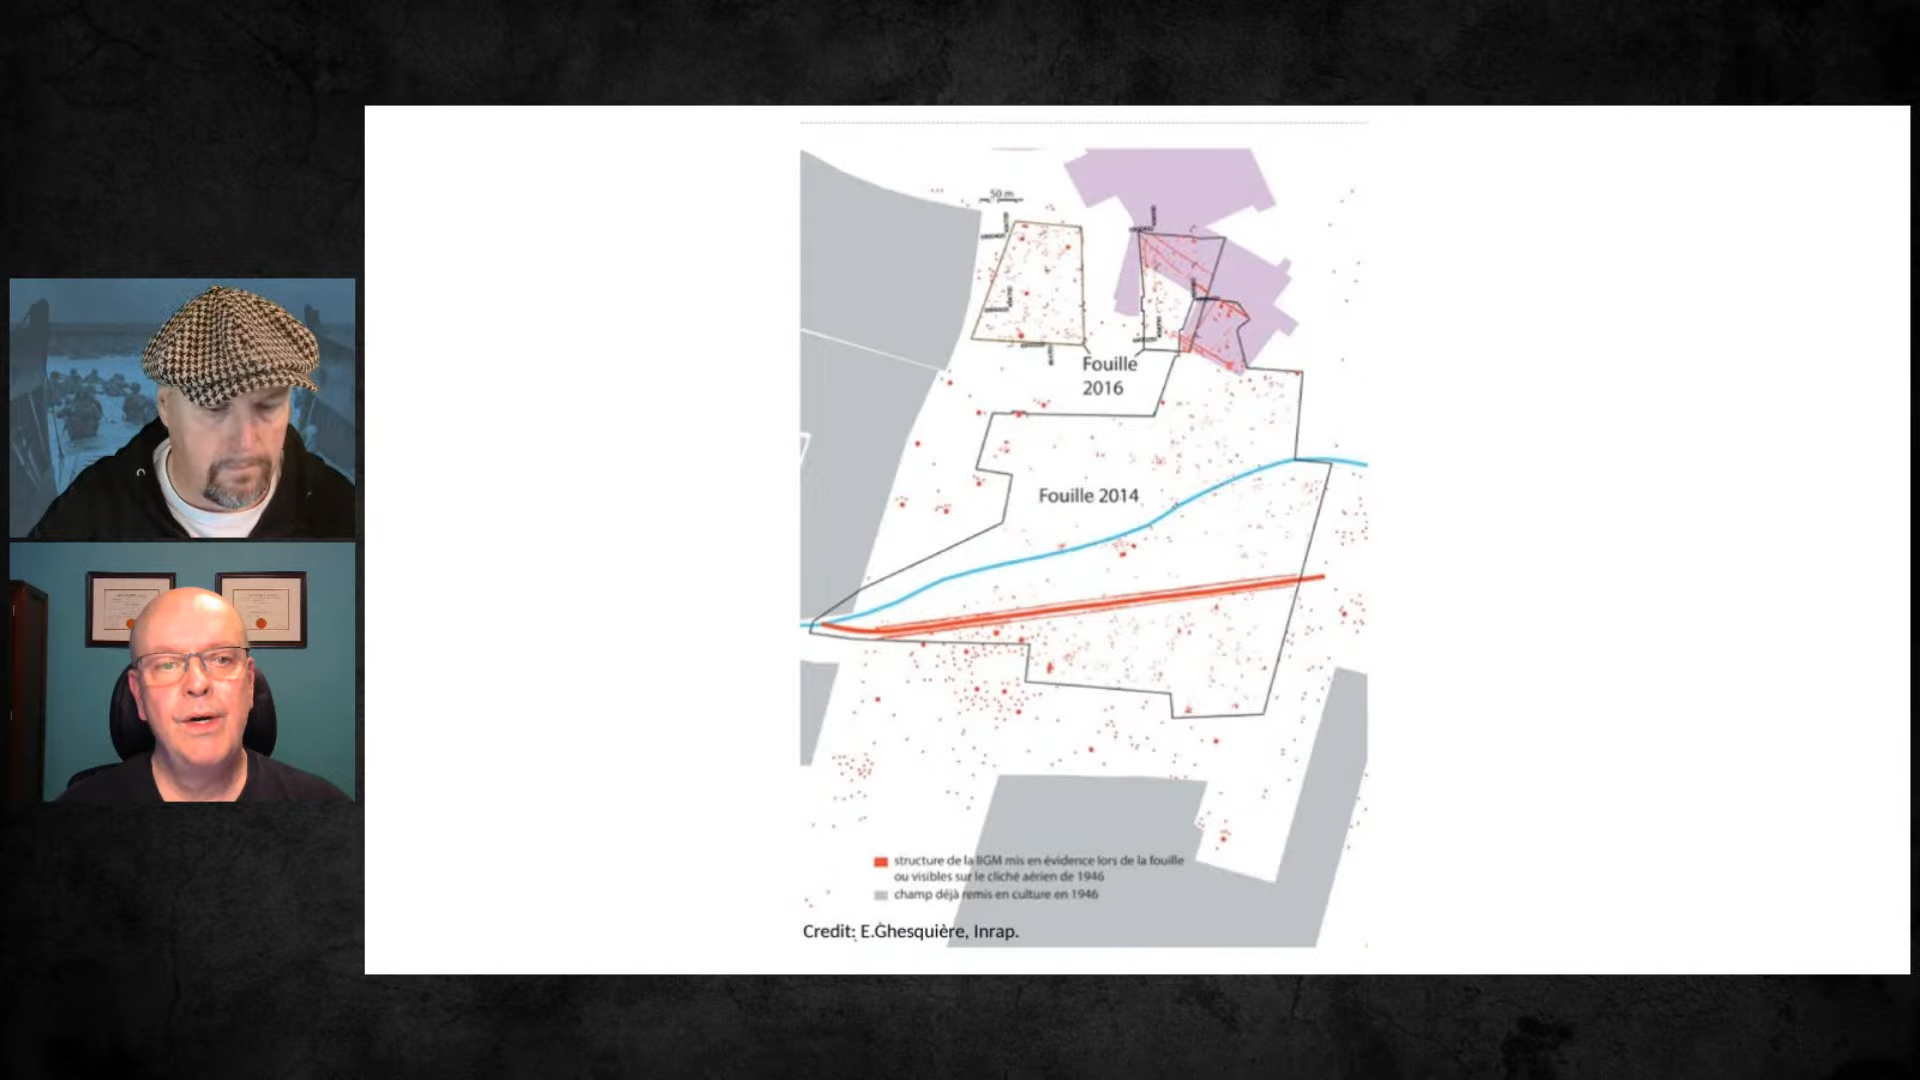 50 m
Fouille
2016
Fouille 2014
structure de la IIGM mis en évidence lors de la fouille
ou visibles sur le cliché aérien de 1946
champ déjà remis en culture en 1946
Credit: E.Ghesquière, Inrap.